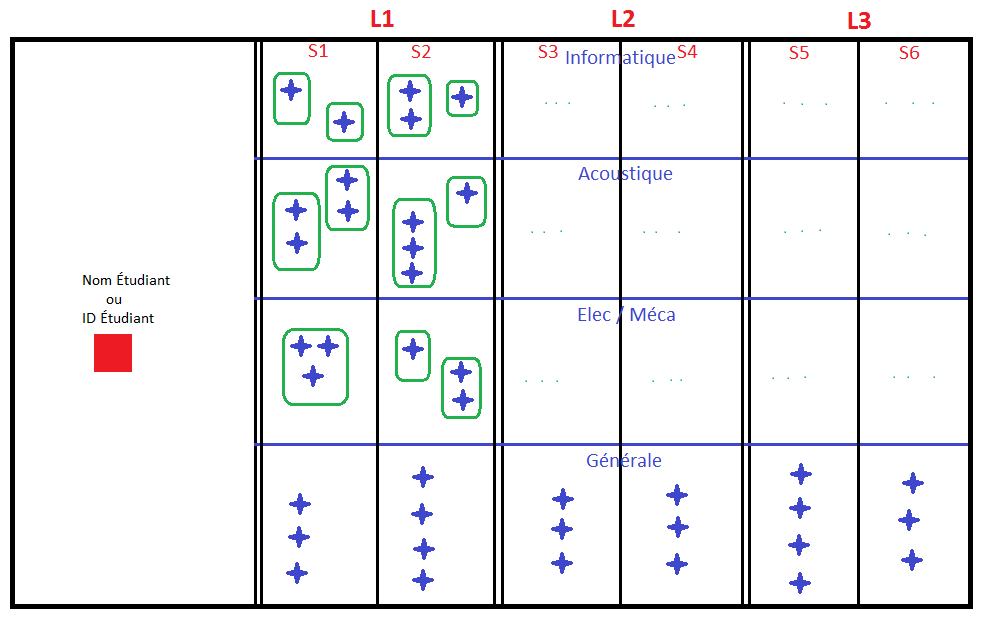 L1 L2 L3
S1 S2 S3 S4 S5 S6
Informatique
Acoustique
Nom Étudiant
ou
ID Étudiant
Elec / Méca
Générale